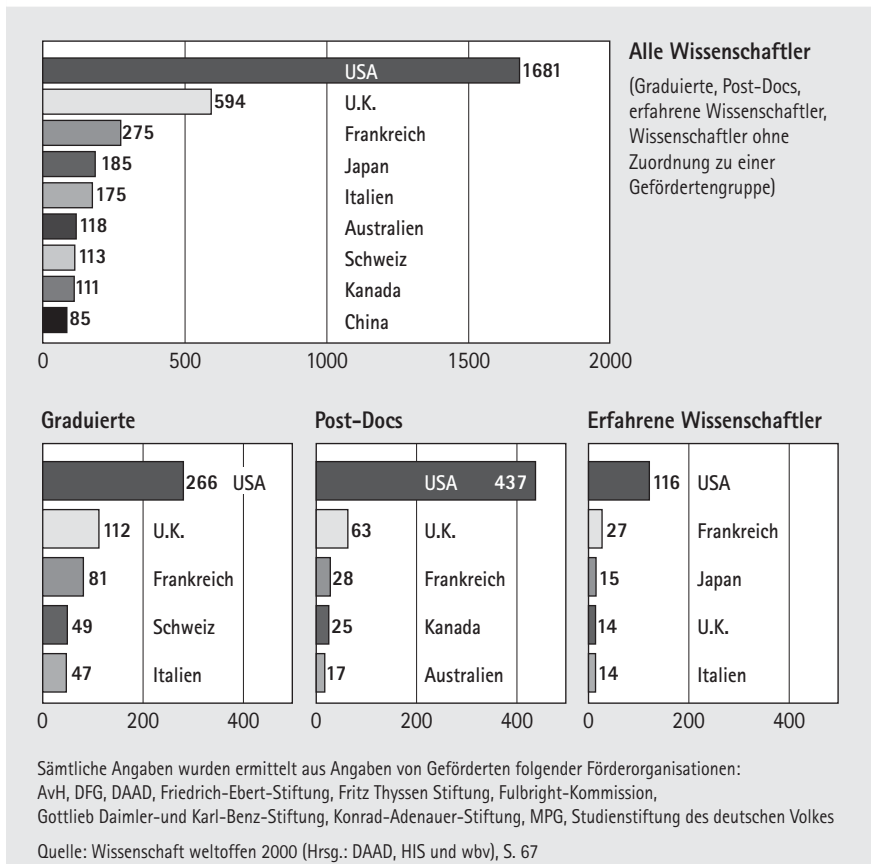 Alle Wissenschaftler
(Graduierte, Post-Docs,
erfahrene Wissenschaftler,
Wissenschaftler ohne
Zuordnung zu einer
Gefördertengruppe)
USA 1681
594 U.K.
275 Frankreich
185 Japan
175 Italien
118 Australien
113 Schweiz
111 Kanada
85 China
0 500 1000 1500 2000
Graduierte
266 USA
112 U.K.
81 Frankreich
49 Schweiz
47 Italien
0 200 400
Post-Docs
USA 437
63 U.K.
28 Frankreich
25 Kanada
17 Australien
0 200 400
Erfahrene Wissenschaftler
116 USA
27 Frankreich
15 Japan
14 U.K.
14 Italien
0 200 400
Sämtliche Angaben wurden ermittelt aus Angaben von Geförderten folgender Förderorganisationen:
AvH, DFG, DAAD, Friedrich-Ebert-Stiftung, Fritz Thyssen Stiftung, Fulbright-Kommission,
Gottlieb Daimler-und Karl-Benz-Stiftung, Konrad-Adenauer-Stiftung, MPG, Studienstiftung des deutschen Volkes
Quelle: Wissenschaft weltoffen 2000 (Hrsg.: DAAD, HIS und wbv), S. 67